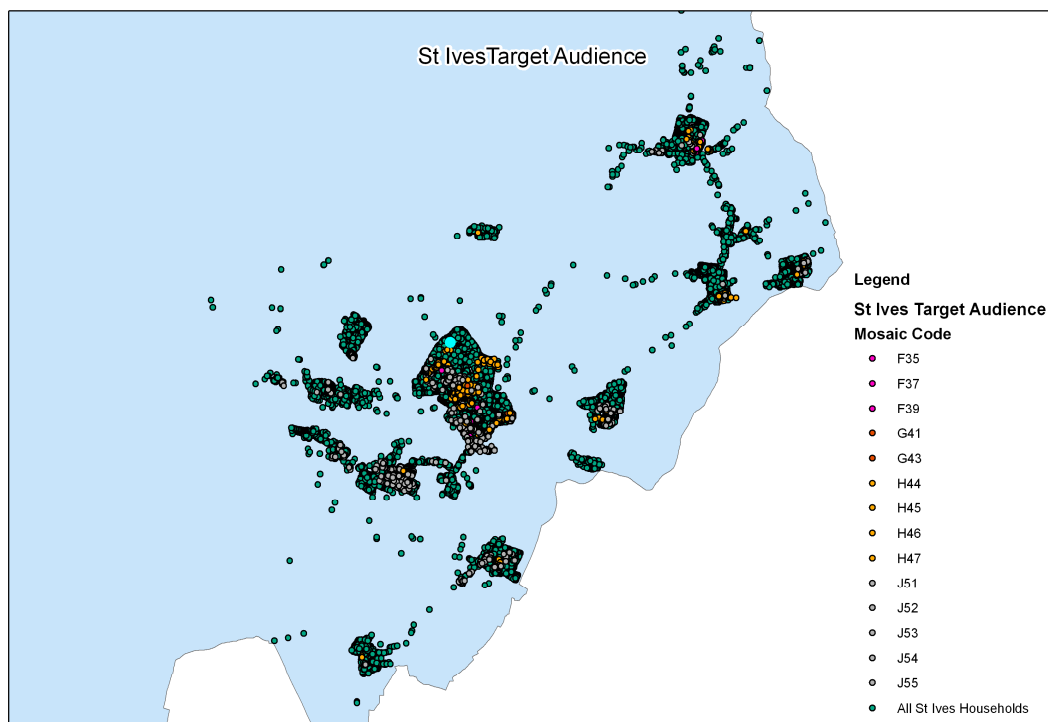 St IvesTarget Audience
Legend
St Ives Target Audience
Mosaic Code
F35
F37
F39
G41
G43
H44
H45
H46
H47
J51
J52
J53
J54
J55
All St Ives Households